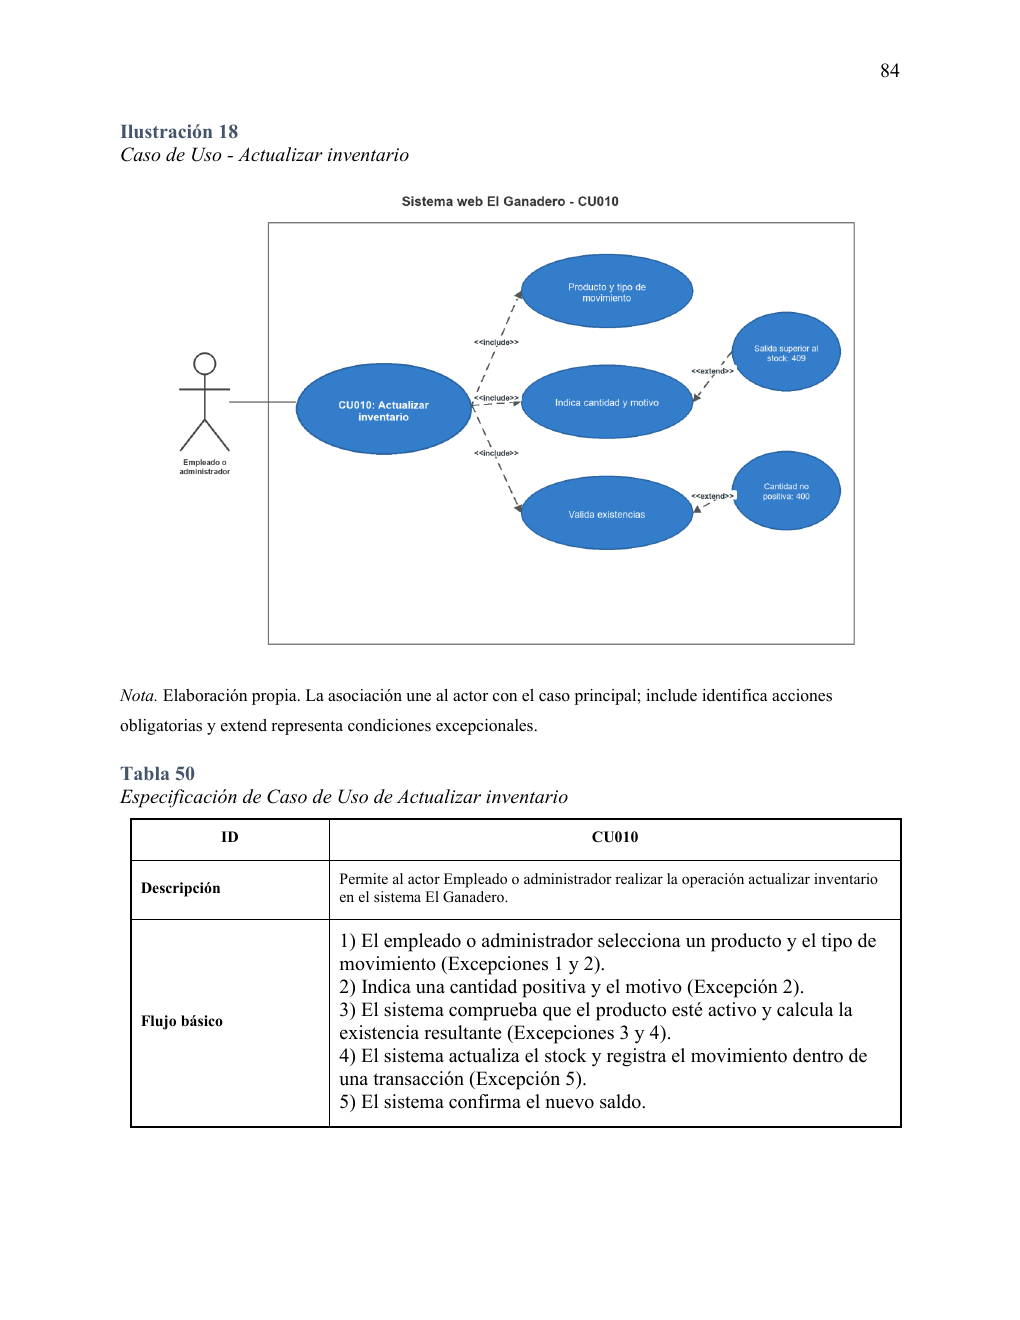 84
Ilustración 18
Caso de Uso - Actualizar inventario
Sistema web El Ganadero - CU010
Producto y tipo de
movimiento
<<include>>
Salida superior al
stock: 409
<<extend>>
CU010: Actualizar
inventario
<<include>>
Indica cantidad y motivo
Empleado o
administrador
<<include>>
Cantidad no
positiva: 400
<<extend>>
Valida existencias
Nota. Elaboración propia. La asociación une al actor con el caso principal; include identifica acciones
obligatorias y extend representa condiciones excepcionales.
Tabla 50
Especificación de Caso de Uso de Actualizar inventario
ID CU010
Descripción
Permite al actor Empleado o administrador realizar la operación actualizar inventario
en el sistema El Ganadero.
Flujo básico
1) El empleado o administrador selecciona un producto y el tipo de
movimiento (Excepciones 1 y 2).
2) Indica una cantidad positiva y el motivo (Excepción 2).
3) El sistema comprueba que el producto esté activo y calcula la
existencia resultante (Excepciones 3 y 4).
4) El sistema actualiza el stock y registra el movimiento dentro de
una transacción (Excepción 5).
5) El sistema confirma el nuevo saldo.